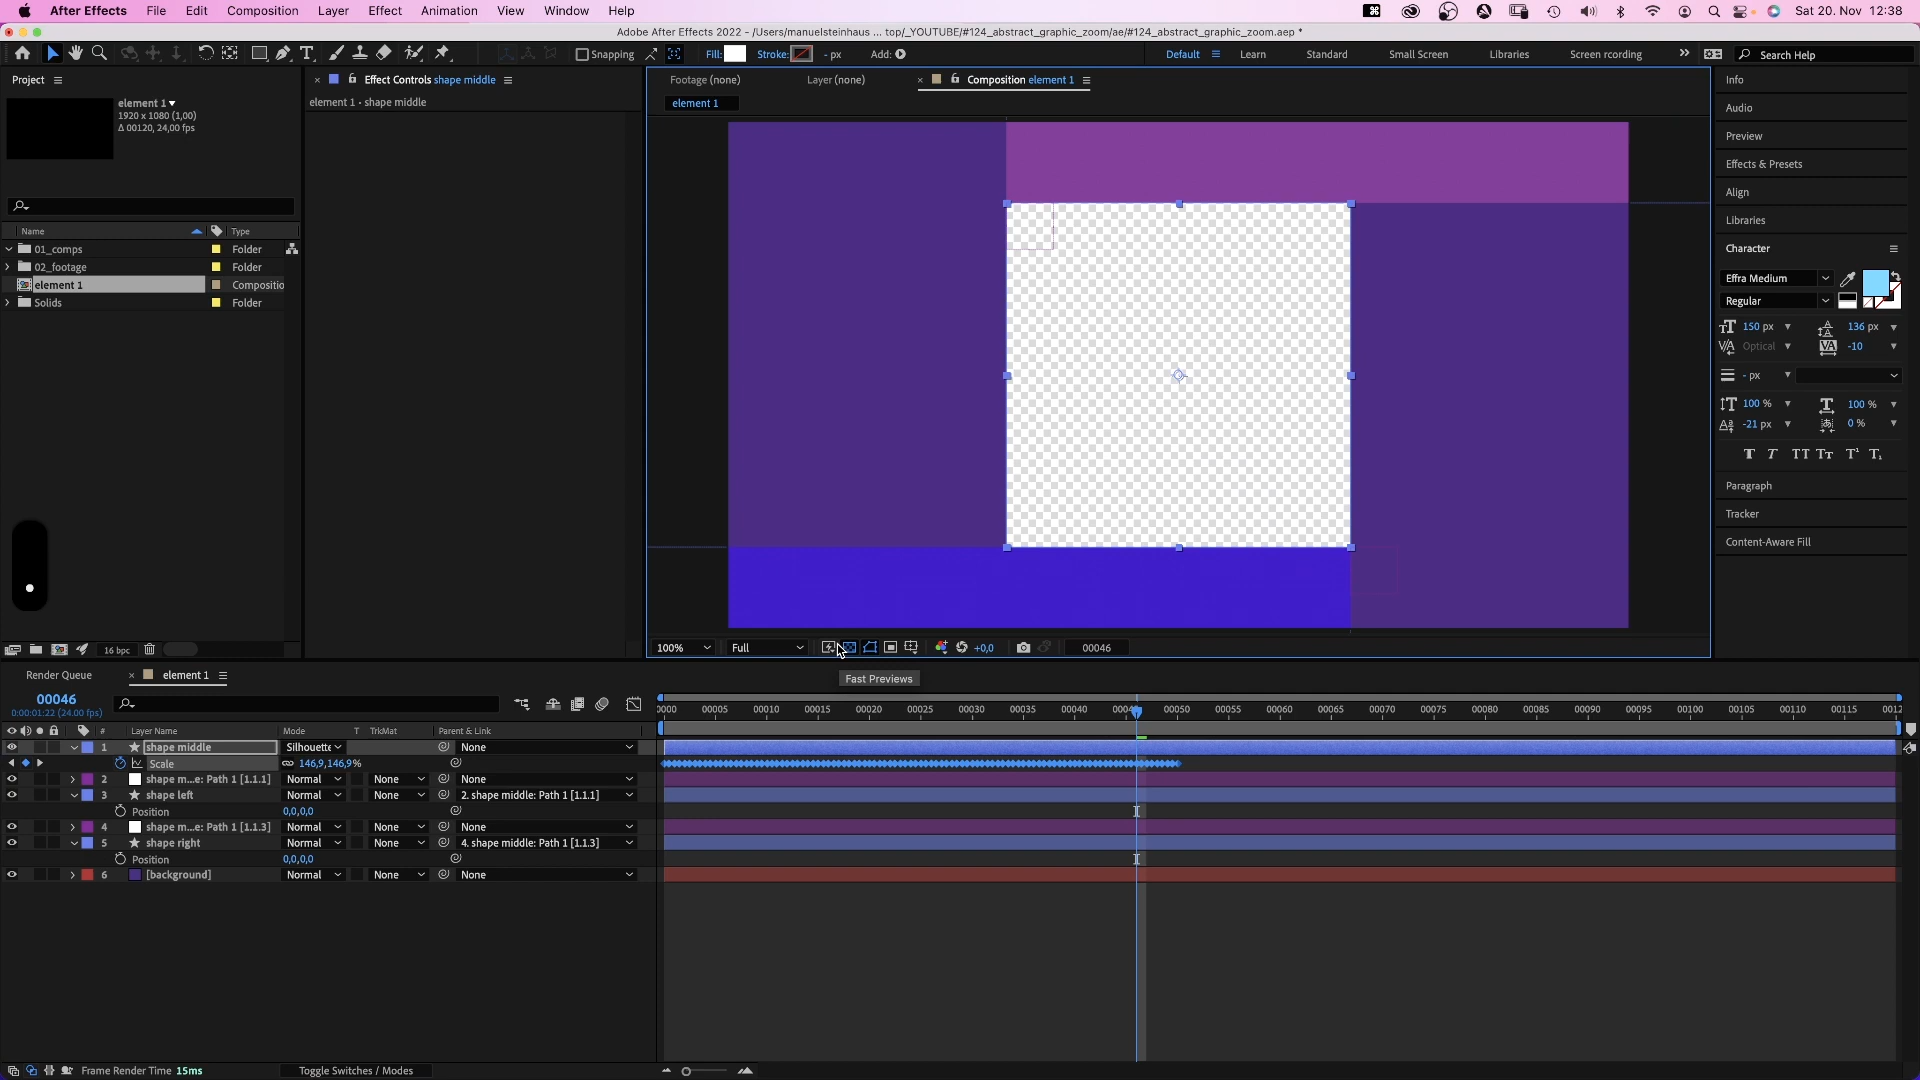 After Effects File Edit Composition Layer Effect Animation View Window Help Sat 20. Nov 12:38
Adobe After Effects 2022 - /Users/manuelsteinhaus ... top/_YOUTUBE/#124_abstract_graphic_zoom/ae/#124_abstract_graphic_zoom.aep *
Snapping Fill: Stroke: - px Add: Default Learn Standard Small Screen Libraries Screen recording Search Help
Project
Effect Controls shape middle
Footage (none) Layer (none) Composition element 1
element 1
1920 x 1080 (1,00)
Δ 00120, 24,00 fps
element 1 • shape middle
element 1
Name Type
01_comps Folder
02_footage Folder
element 1 Compositio
Solids Folder
Info
Audio
Preview
Effects & Presets
Align
Libraries
Character
Effra Medium
Regular
150 px 136 px
Optical -10
- px
100 % 100 %
-21 px 0 %
Paragraph
Tracker
Content-Aware Fill
16 bpc
100% Full +0,0 00046
Fast Previews
Render Queue element 1
00046
0:00:01:22 (24.00 fps)
00005 00010 00015 00020 00025 00030 00035 00040 00050 00055 00060 00065 00070 00075 00080 00085 00090 00095 00100 00105 00110 00115
# Layer Name Mode T TrkMat Parent & Link
1 shape middle Silhouette None
Scale 146,9,146,9%
2 shape m...e: Path 1 [1.1.1] Normal None None
3 shape left Normal None 2. shape middle: Path 1 [1.1.1]
Position 0,0,0,0
4 shape m...e: Path 1 [1.1.3] Normal None None
5 shape right Normal None 4. shape middle: Path 1 [1.1.3]
Position 0,0,0,0
6 [background] Normal None None
Frame Render Time 15ms Toggle Switches / Modes